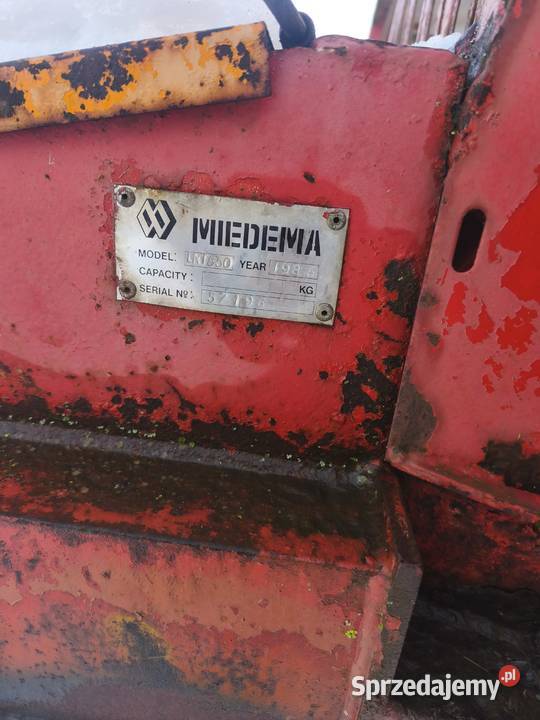 MIEDEMA
MODEL: YEAR
CAPACITY: KG
SERIAL Nº:
Sprzedajemy.pl